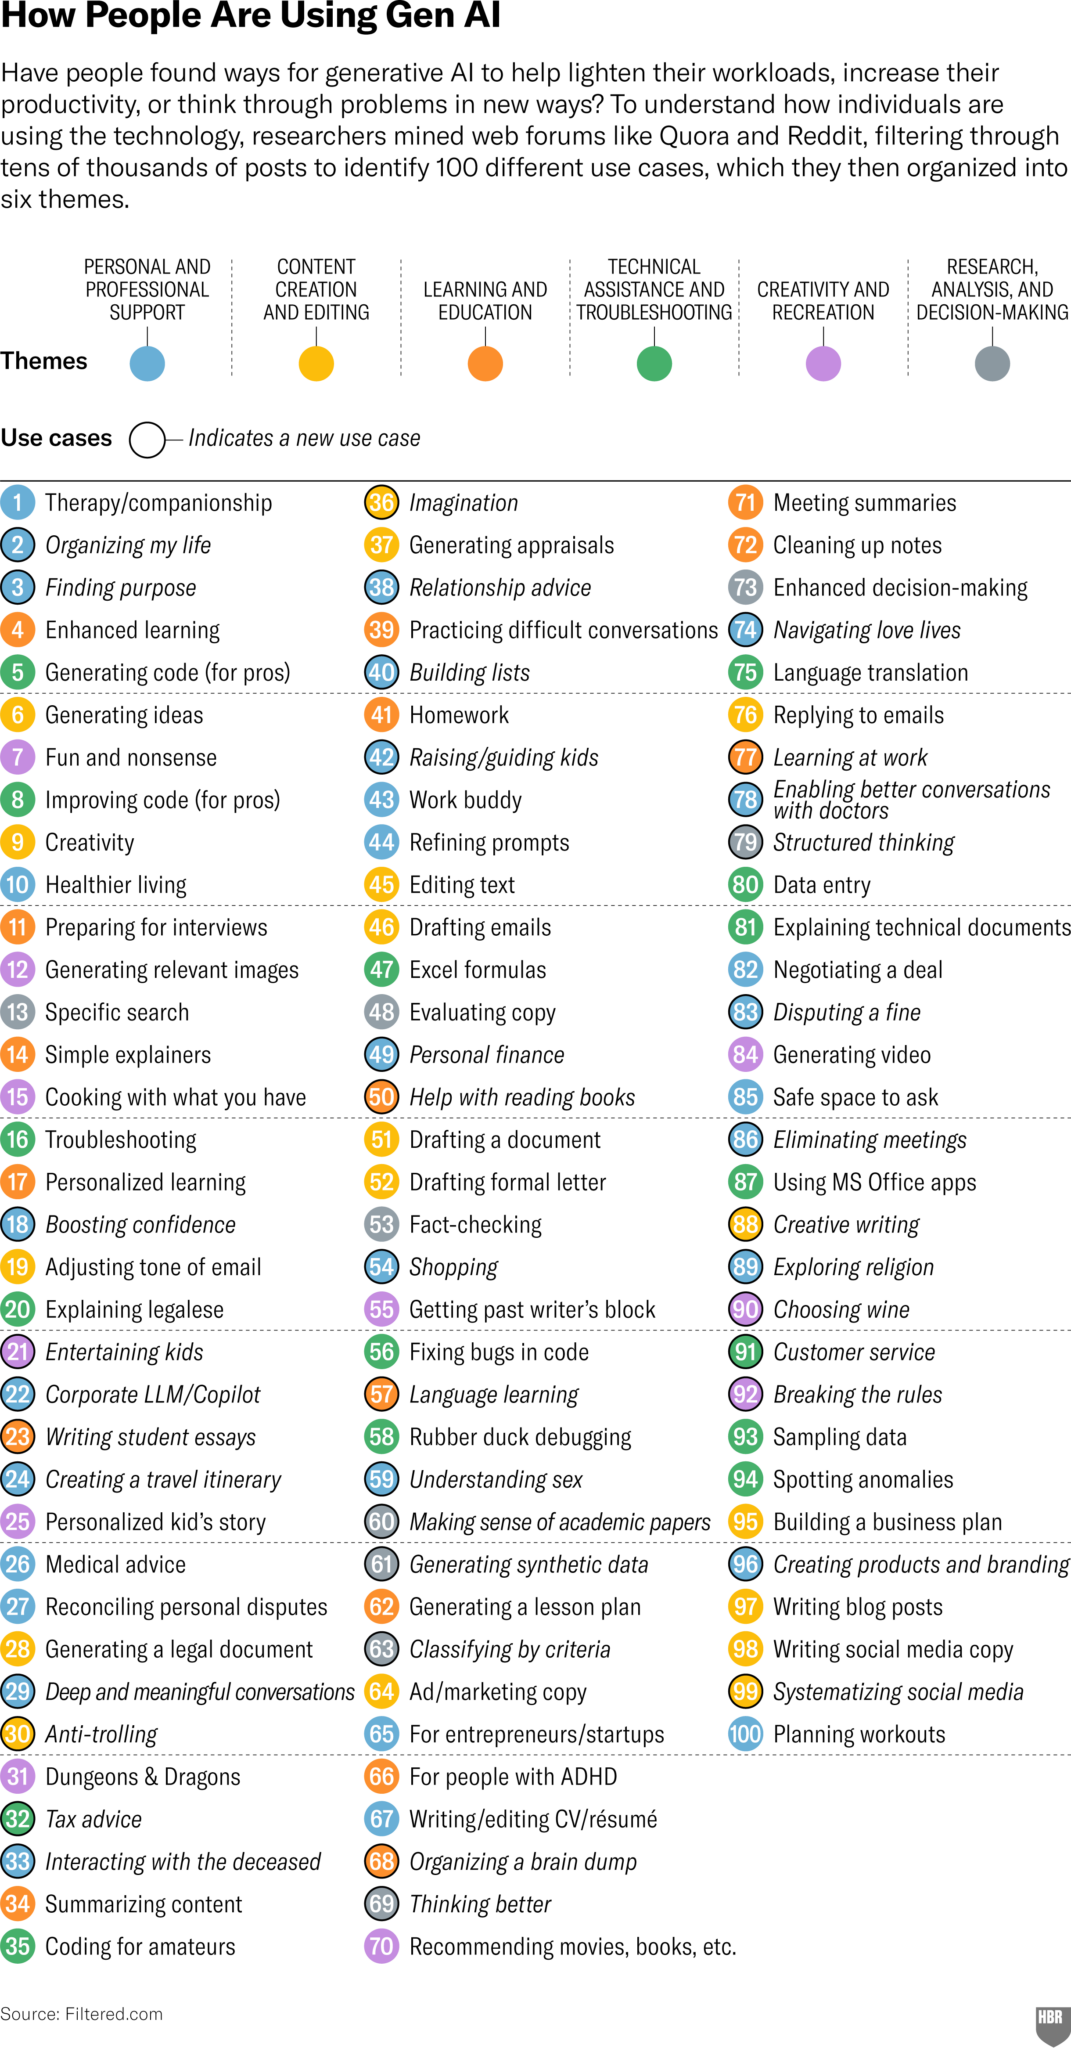 How People Are Using Gen AI
Have people found ways for generative AI to help lighten their workloads, increase their
productivity, or think through problems in new ways? To understand how individuals are
using the technology, researchers mined web forums like Quora and Reddit, filtering through
tens of thousands of posts to identify 100 different use cases, which they then organized into
six themes.
Themes
PERSONAL AND
PROFESSIONAL
SUPPORT
CONTENT
CREATION
AND EDITING
LEARNING AND
EDUCATION
TECHNICAL
ASSISTANCE AND
TROUBLESHOOTING
CREATIVITY AND
RECREATION
RESEARCH,
ANALYSIS, AND
DECISION-MAKING
Use cases
Indicates a new use case
1 Therapy/companionship
2 Organizing my life
3 Finding purpose
4 Enhanced learning
5 Generating code (for pros)
6 Generating ideas
7 Fun and nonsense
8 Improving code (for pros)
9 Creativity
10 Healthier living
11 Preparing for interviews
12 Generating relevant images
13 Specific search
14 Simple explainers
15 Cooking with what you have
16 Troubleshooting
17 Personalized learning
18 Boosting confidence
19 Adjusting tone of email
20 Explaining legalese
21 Entertaining kids
22 Corporate LLM/Copilot
23 Writing student essays
24 Creating a travel itinerary
25 Personalized kid's story
26 Medical advice
27 Reconciling personal disputes
28 Generating a legal document
29 Deep and meaningful conversations
30 Anti-trolling
31 Dungeons & Dragons
32 Tax advice
33 Interacting with the deceased
34 Summarizing content
35 Coding for amateurs
36 Imagination
37 Generating appraisals
38 Relationship advice
39 Practicing difficult conversations
40 Building lists
41 Homework
42 Raising/guiding kids
43 Work buddy
44 Refining prompts
45 Editing text
46 Drafting emails
47 Excel formulas
48 Evaluating copy
49 Personal finance
50 Help with reading books
51 Drafting a document
52 Drafting formal letter
53 Fact-checking
54 Shopping
55 Getting past writer's block
56 Fixing bugs in code
57 Language learning
58 Rubber duck debugging
59 Understanding sex
60 Making sense of academic papers
61 Generating synthetic data
62 Generating a lesson plan
63 Classifying by criteria
64 Ad/marketing copy
65 For entrepreneurs/startups
66 For people with ADHD
67 Writing/editing CV/résumé
68 Organizing a brain dump
69 Thinking better
70 Recommending movies, books, etc.
71 Meeting summaries
72 Cleaning up notes
73 Enhanced decision-making
74 Navigating love lives
75 Language translation
76 Replying to emails
77 Learning at work
78 Enabling better conversations
with doctors
79 Structured thinking
80 Data entry
81 Explaining technical documents
82 Negotiating a deal
83 Disputing a fine
84 Generating video
85 Safe space to ask
86 Eliminating meetings
87 Using MS Office apps
88 Creative writing
89 Exploring religion
90 Choosing wine
91 Customer service
92 Breaking the rules
93 Sampling data
94 Spotting anomalies
95 Building a business plan
96 Creating products and branding
97 Writing blog posts
98 Writing social media copy
99 Systematizing social media
100 Planning workouts
Source: Filtered.com
HBR